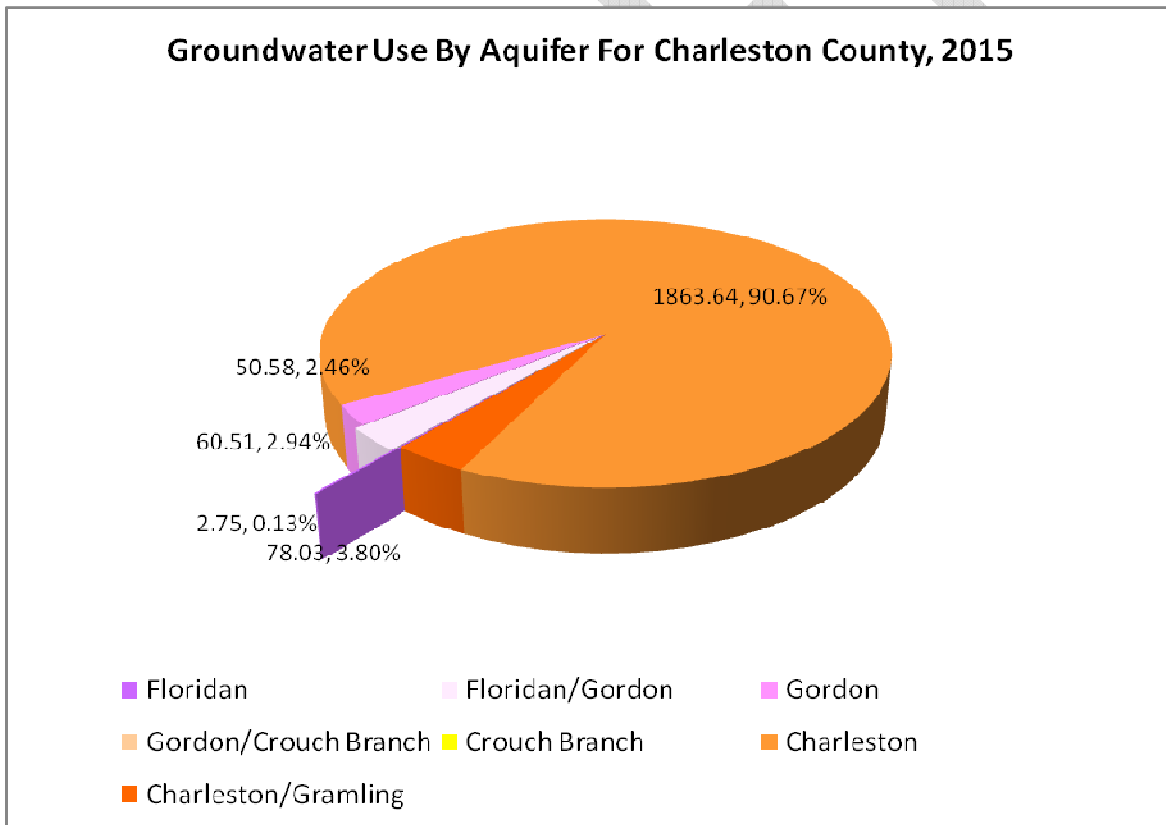 Groundwater Use By Aquifer For Charleston County, 2015
1863.64, 90.67%
50.58, 2.46%
60.51, 2.94%
2.75, 0.13%
78.03, 3.80%
Floridan Floridan/Gordon Gordon
Gordon/Crouch Branch Crouch Branch Charleston
Charleston/Gramling